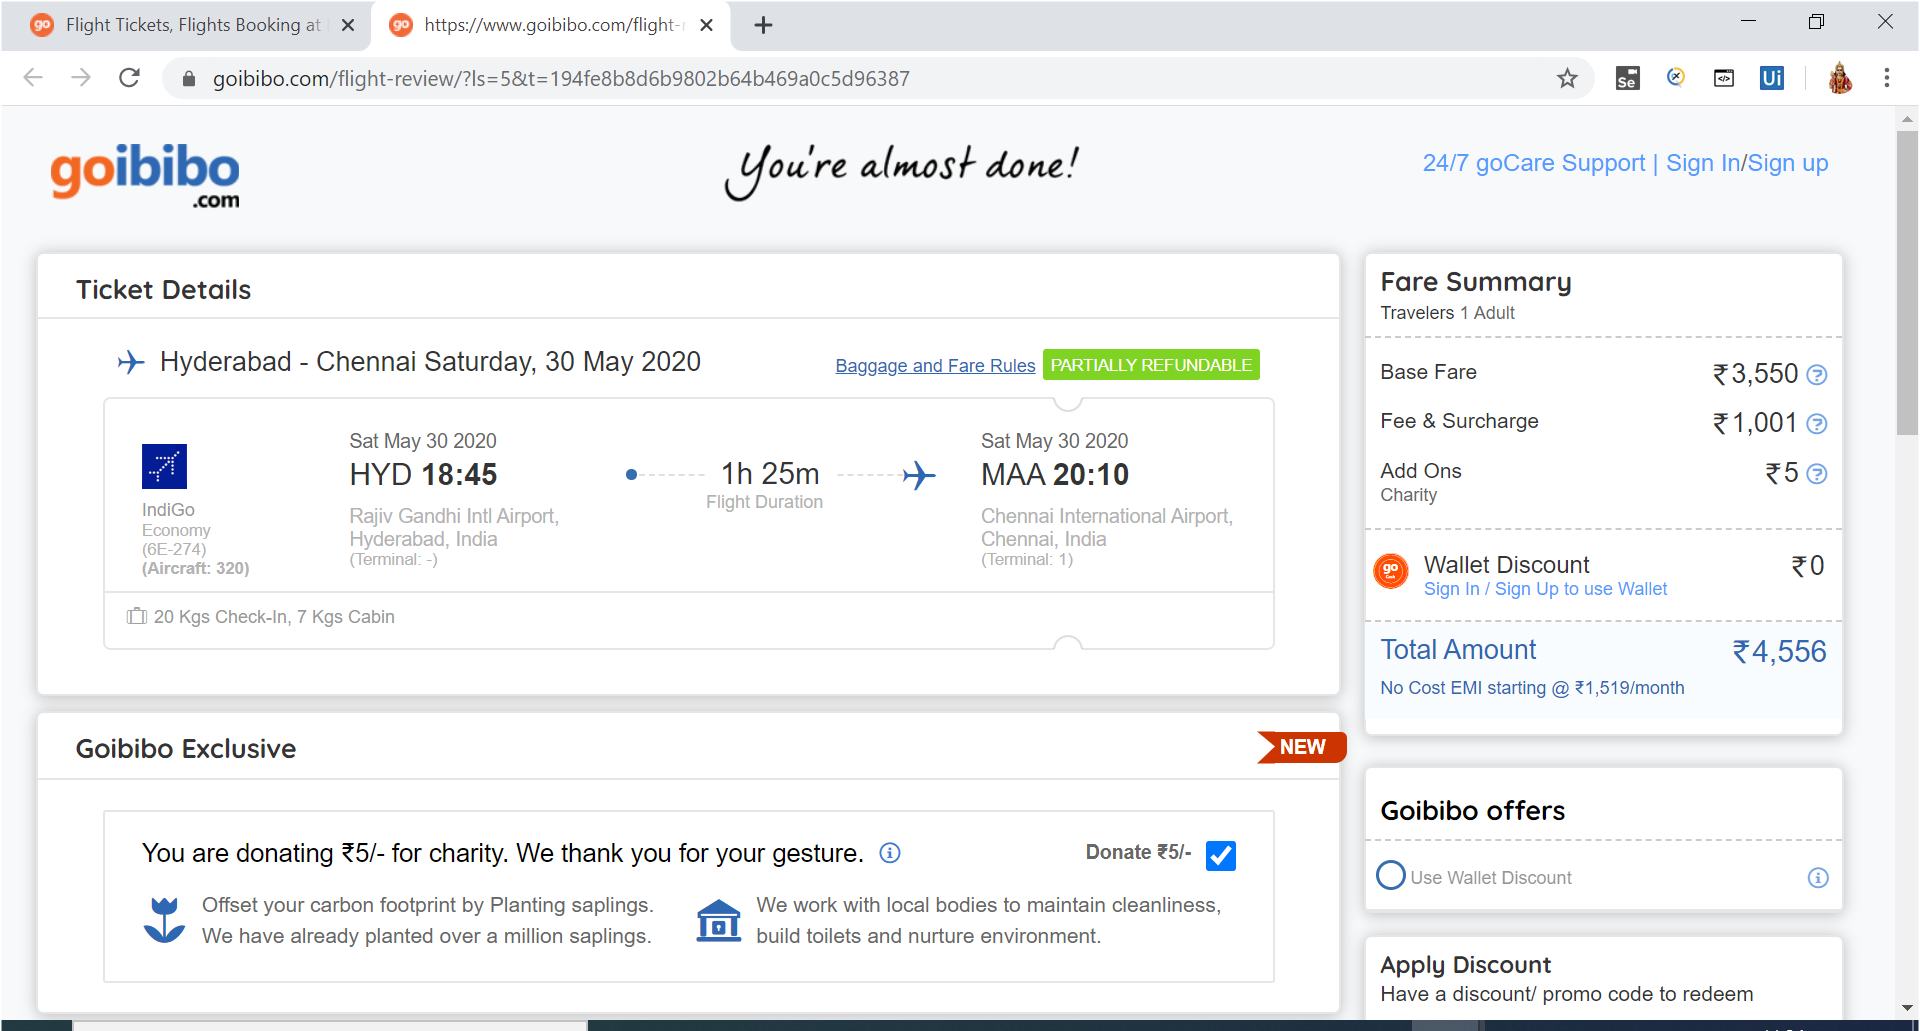 Flight Tickets, Flights Booking at
https://www.goibibo.com/flight-
goibibo.com/flight-review/?ls=5&t=194fe8b8d6b9802b64b469a0c5d96387
Se
Ui
goibibo
.com
You're almost done!
24/7 goCare Support | Sign In/Sign up
Ticket Details
Hyderabad - Chennai Saturday, 30 May 2020
Baggage and Fare Rules
PARTIALLY REFUNDABLE
IndiGo
Economy
(6E-274)
(Aircraft: 320)
Sat May 30 2020
HYD 18:45
Rajiv Gandhi Intl Airport,
Hyderabad, India
(Terminal: -)
1h 25m
Flight Duration
Sat May 30 2020
MAA 20:10
Chennai International Airport,
Chennai, India
(Terminal: 1)
20 Kgs Check-In, 7 Kgs Cabin
Goibibo Exclusive
NEW
You are donating ₹5/- for charity. We thank you for your gesture.
Donate ₹5/-
Offset your carbon footprint by Planting saplings.
We have already planted over a million saplings.
We work with local bodies to maintain cleanliness,
build toilets and nurture environment.
Fare Summary
Travelers 1 Adult
Base Fare ₹3,550
Fee & Surcharge ₹1,001
Add Ons ₹5
Charity
go
Cash
Wallet Discount ₹0
Sign In / Sign Up to use Wallet
Total Amount ₹4,556
No Cost EMI starting @ ₹1,519/month
Goibibo offers
Use Wallet Discount
Apply Discount
Have a discount/ promo code to redeem